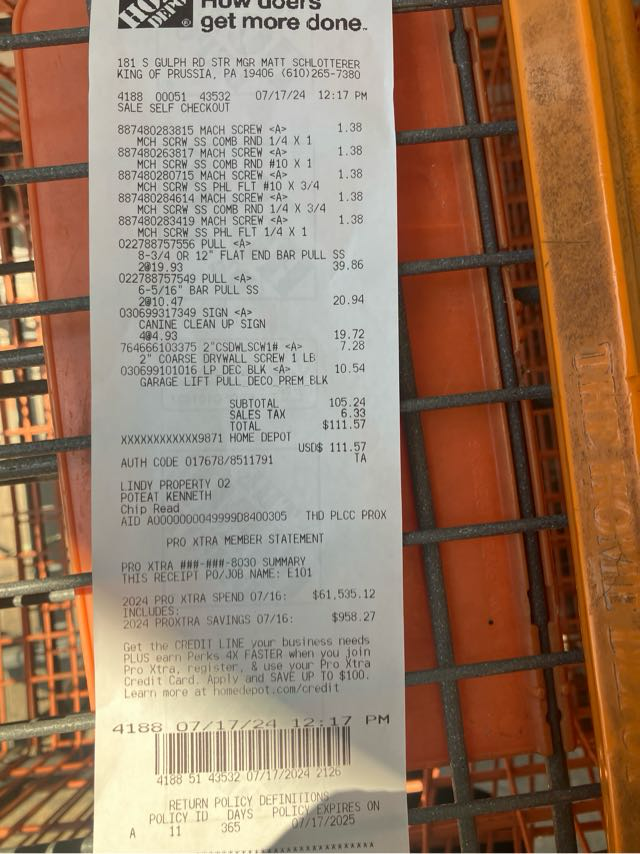 HOME DEPOT
How doers
get more done™
181 S GULPH RD STR MGR MATT SCHLOTTERER
KING OF PRUSSIA, PA 19406 (610)265-7380
4188 00051 43532 07/17/24 12:17 PM
SALE SELF CHECKOUT
887480283815 MACH SCREW <A> 1.38
MCH SCRW SS COMB RND 1/4 X 1
887480263817 MACH SCREW <A> 1.38
MCH SCRW SS COMB RND #10 X 1
887480280715 MACH SCREW <A> 1.38
MCH SCRW SS PHL FLT #10 X 3/4
887480284614 MACH SCREW <A> 1.38
MCH SCRW SS COMB RND 1/4 X 3/4
887480283419 MACH SCREW <A> 1.38
MCH SCRW SS PHL FLT 1/4 X 1
022788757556 PULL <A>
8-3/4 OR 12" FLAT END BAR PULL SS
2@19.93 39.86
022788757549 PULL <A>
6-5/16" BAR PULL SS
2@10.47 20.94
030699317349 SIGN <A>
CANINE CLEAN UP SIGN
4@4.93 19.72
764666103375 2"CSDWLSCW1# <A> 7.28
2" COARSE DRYWALL SCREW 1 LB
030699101016 LP DEC BLK <A> 10.54
GARAGE LIFT PULL DECO PREM BLK
SUBTOTAL 105.24
SALES TAX 6.33
TOTAL $111.57
XXXXXXXXXXXX9871 HOME DEPOT
USD$ 111.57
AUTH CODE 017678/8511791 TA
LINDY PROPERTY 02
POTEAT KENNETH
Chip Read
AID A0000000049999D8400305 THD PLCC PROX
PRO XTRA MEMBER STATEMENT
PRO XTRA ###-###-8030 SUMMARY
THIS RECEIPT PO/JOB NAME: E101
2024 PRO XTRA SPEND 07/16: $61,535.12
INCLUDES:
2024 PROXTRA SAVINGS 07/16: $958.27
Get the CREDIT LINE your business needs
PLUS earn Perks 4X FASTER when you join
Pro Xtra, register, & use your Pro Xtra
Credit Card. Apply and SAVE UP TO $100.
Learn more at homedepot.com/credit
4188 07/17/24 12:17 PM
4188 51 43532 07/17/2024 2126
RETURN POLICY DEFINITIONS
POLICY ID DAYS POLICY EXPIRES ON
A 11 365 07/17/2025
THE HOME